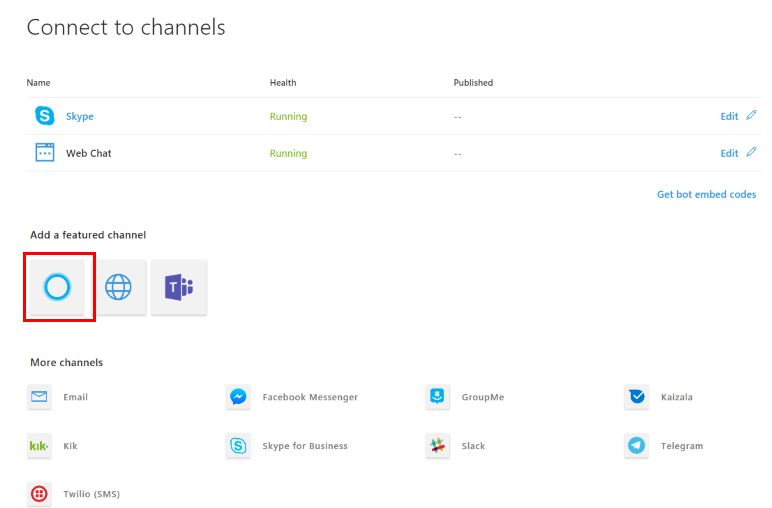 Connect to channels
Name Health Published
S Skype Running -- Edit
Web Chat Running -- Edit
Get bot embed codes
Add a featured channel
T
More channels
Email Facebook Messenger GroupMe Kaizala
kik. Kik S Skype for Business Slack Telegram
Twilio (SMS)